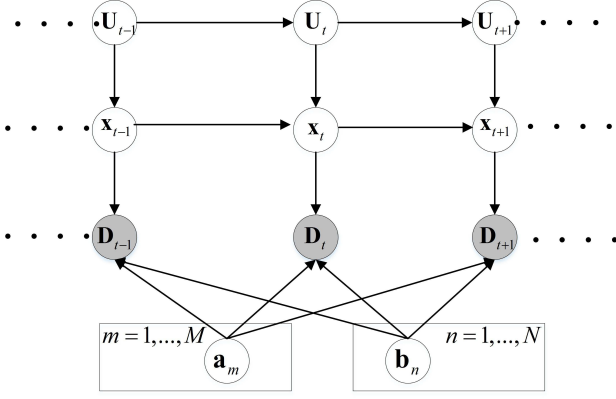 U_{t-1} U_t U_{t+1}
x_{t-1} x_t x_{t+1}
D_{t-1} D_t D_{t+1}
m = 1,..., M n = 1,..., N
a_m b_n